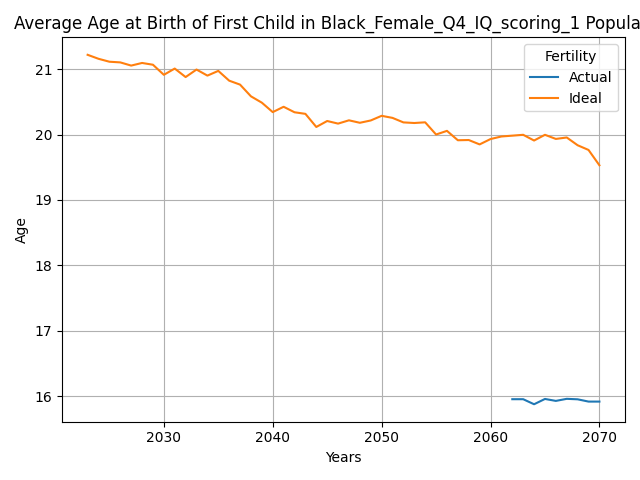 Average Age at Birth of First Child in Black_Female_Q4_IQ_scoring_1 Popula
Fertility
Actual
Ideal
21
20
19
18
17
16
Age
2030 2040 2050 2060 2070
Years